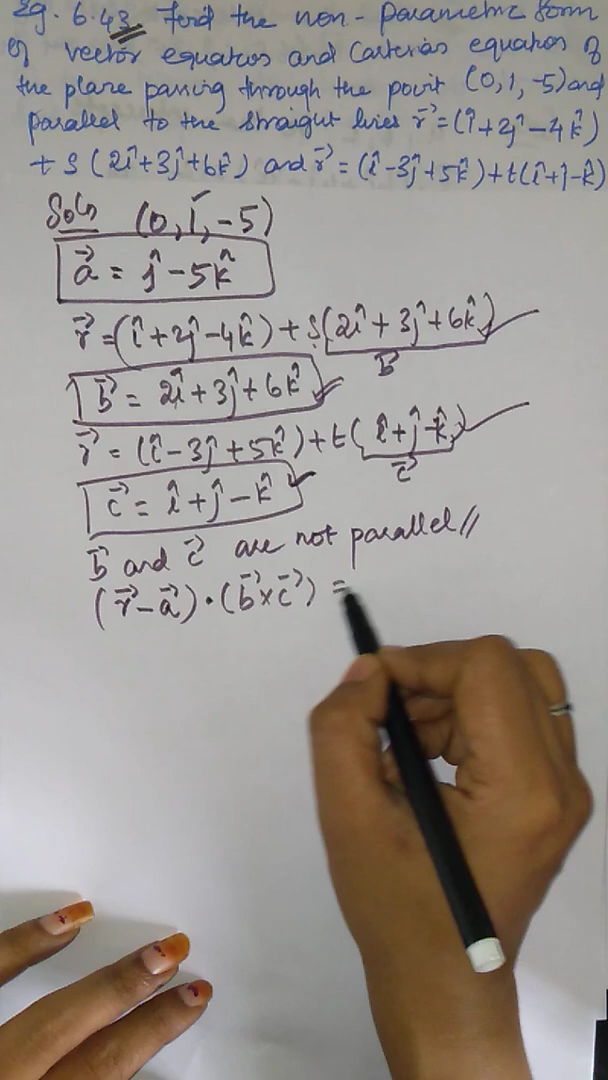 Eg. 6.43 Find the non-Parametric form
of vector equation and Cartesian equation of
the plane passing through the point (0, 1, -5) and
parallel to the straight lines r⃗ = (î + 2ĵ - 4k̂)
+ s (2î + 3ĵ + 6k̂) and r⃗ = (î - 3ĵ + 5k̂) + t(î + ĵ - k̂)
Soln (0, 1, -5)
a⃗ = ĵ - 5k̂
r⃗ = (î + 2ĵ - 4k̂) + s(2î + 3ĵ + 6k̂)
b⃗
b⃗ = 2î + 3ĵ + 6k̂
r⃗ = (î - 3ĵ + 5k̂) + t(î + ĵ - k̂)
c⃗
c⃗ = î + ĵ - k̂
b⃗ and c⃗ are not parallel //
(r⃗ - a⃗) · (b⃗ × c⃗) =